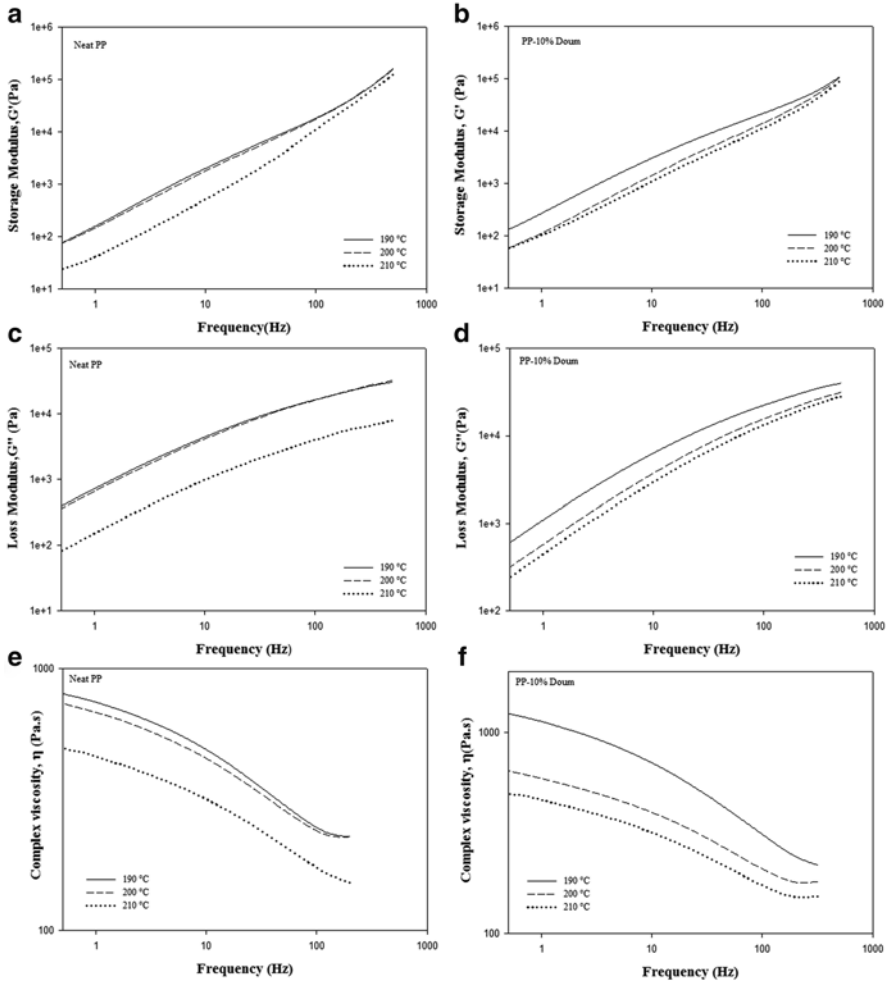 a
Neat PP
Storage Modulus,G'(Pa)
1e+6
1e+5
1e+4
1e+3
1e+2
1e+1
190 °C
200 °C
210 °C
1 10 100 1000
Frequency(Hz)
b
PP-10% Doum
Storage Modulus, G' (Pa)
1e+6
1e+5
1e+4
1e+3
1e+2
1e+1
190 °C
200 °C
210 °C
1 10 100 1000
Frequency (Hz)
c
Neat PP
Loss Modulus,G"(Pa)
1e+5
1e+4
1e+3
1e+2
1e+1
190 °C
200 °C
210 °C
1 10 100 1000
Frequency (Hz)
d
PP-10% Doum
Loss Modulus, G"(Pa)
1e+5
1e+4
1e+3
1e+2
190 °C
200 °C
210 °C
1 10 100 1000
Frequency (Hz)
e
Neat PP
Complex viscosity, η (Pa.s)
1000
100
190 °C
200 °C
210 °C
1 10 100 1000
Frequency (Hz)
f
PP-10% Doum
Complex viscosity, η(Pa.s)
1000
100
190 °C
200 °C
210 °C
1 10 100 1000
Frequency (Hz)